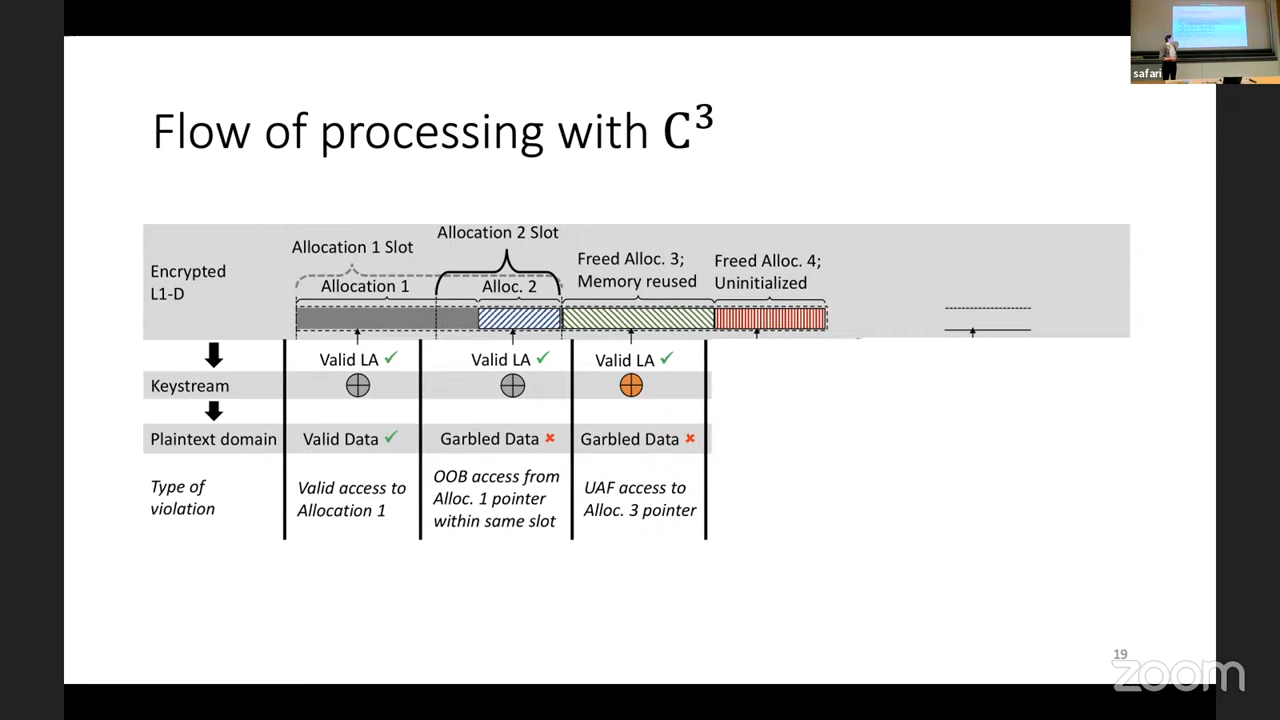 safari
Flow of processing with C³
Allocation 1 Slot
Allocation 2 Slot
Encrypted
L1-D
Allocation 1
Alloc. 2
Freed Alloc. 3;
Memory reused
Freed Alloc. 4;
Uninitialized
Valid LA ✓
Valid LA ✓
Valid LA ✓
Keystream
Plaintext domain
Valid Data ✓
Garbled Data ✘
Garbled Data ✘
Type of
violation
Valid access to
Allocation 1
OOB access from
Alloc. 1 pointer
within same slot
UAF access to
Alloc. 3 pointer
19
zoom